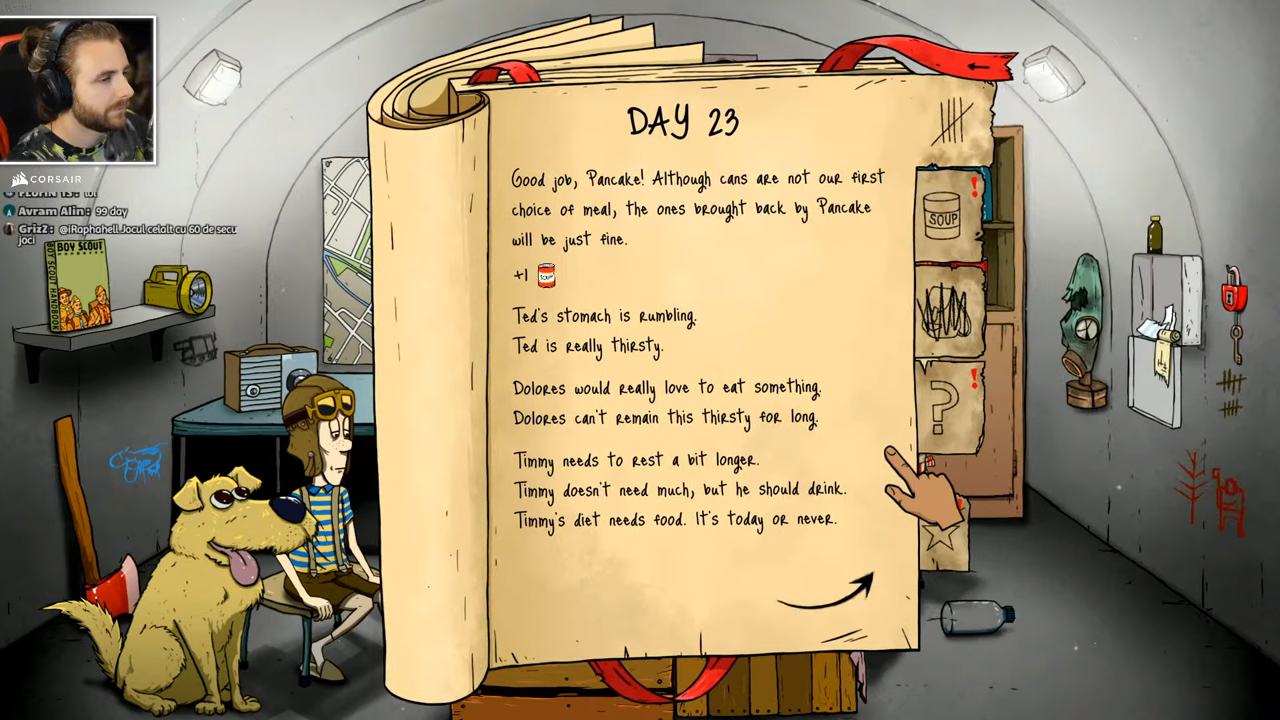 CORSAIR
Avram Alin: 99 day
GrizZ: @iRaphahell Jocul celalt cu 60 de secu
joci
BOY SCOUT
BOY SCOUT HANDBOOK
DAY 23
Good job, Pancake! Although cans are not our first
choice of meal, the ones brought back by Pancake
will be just fine.
+1
SOUP
Ted's stomach is rumbling.
Ted is really thirsty.
Dolores would really love to eat something.
Dolores can't remain this thirsty for long.
Timmy needs to rest a bit longer.
Timmy doesn't need much, but he should drink.
Timmy's diet needs food. It's today or never.
SOUP
?